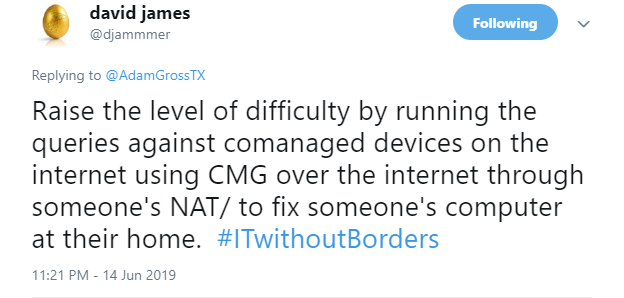 david james
@djammmer
Following
Replying to @AdamGrossTX
Raise the level of difficulty by running the
queries against comanaged devices on the
internet using CMG over the internet through
someone's NAT/ to fix someone's computer
at their home. #ITwithoutBorders
11:21 PM - 14 Jun 2019